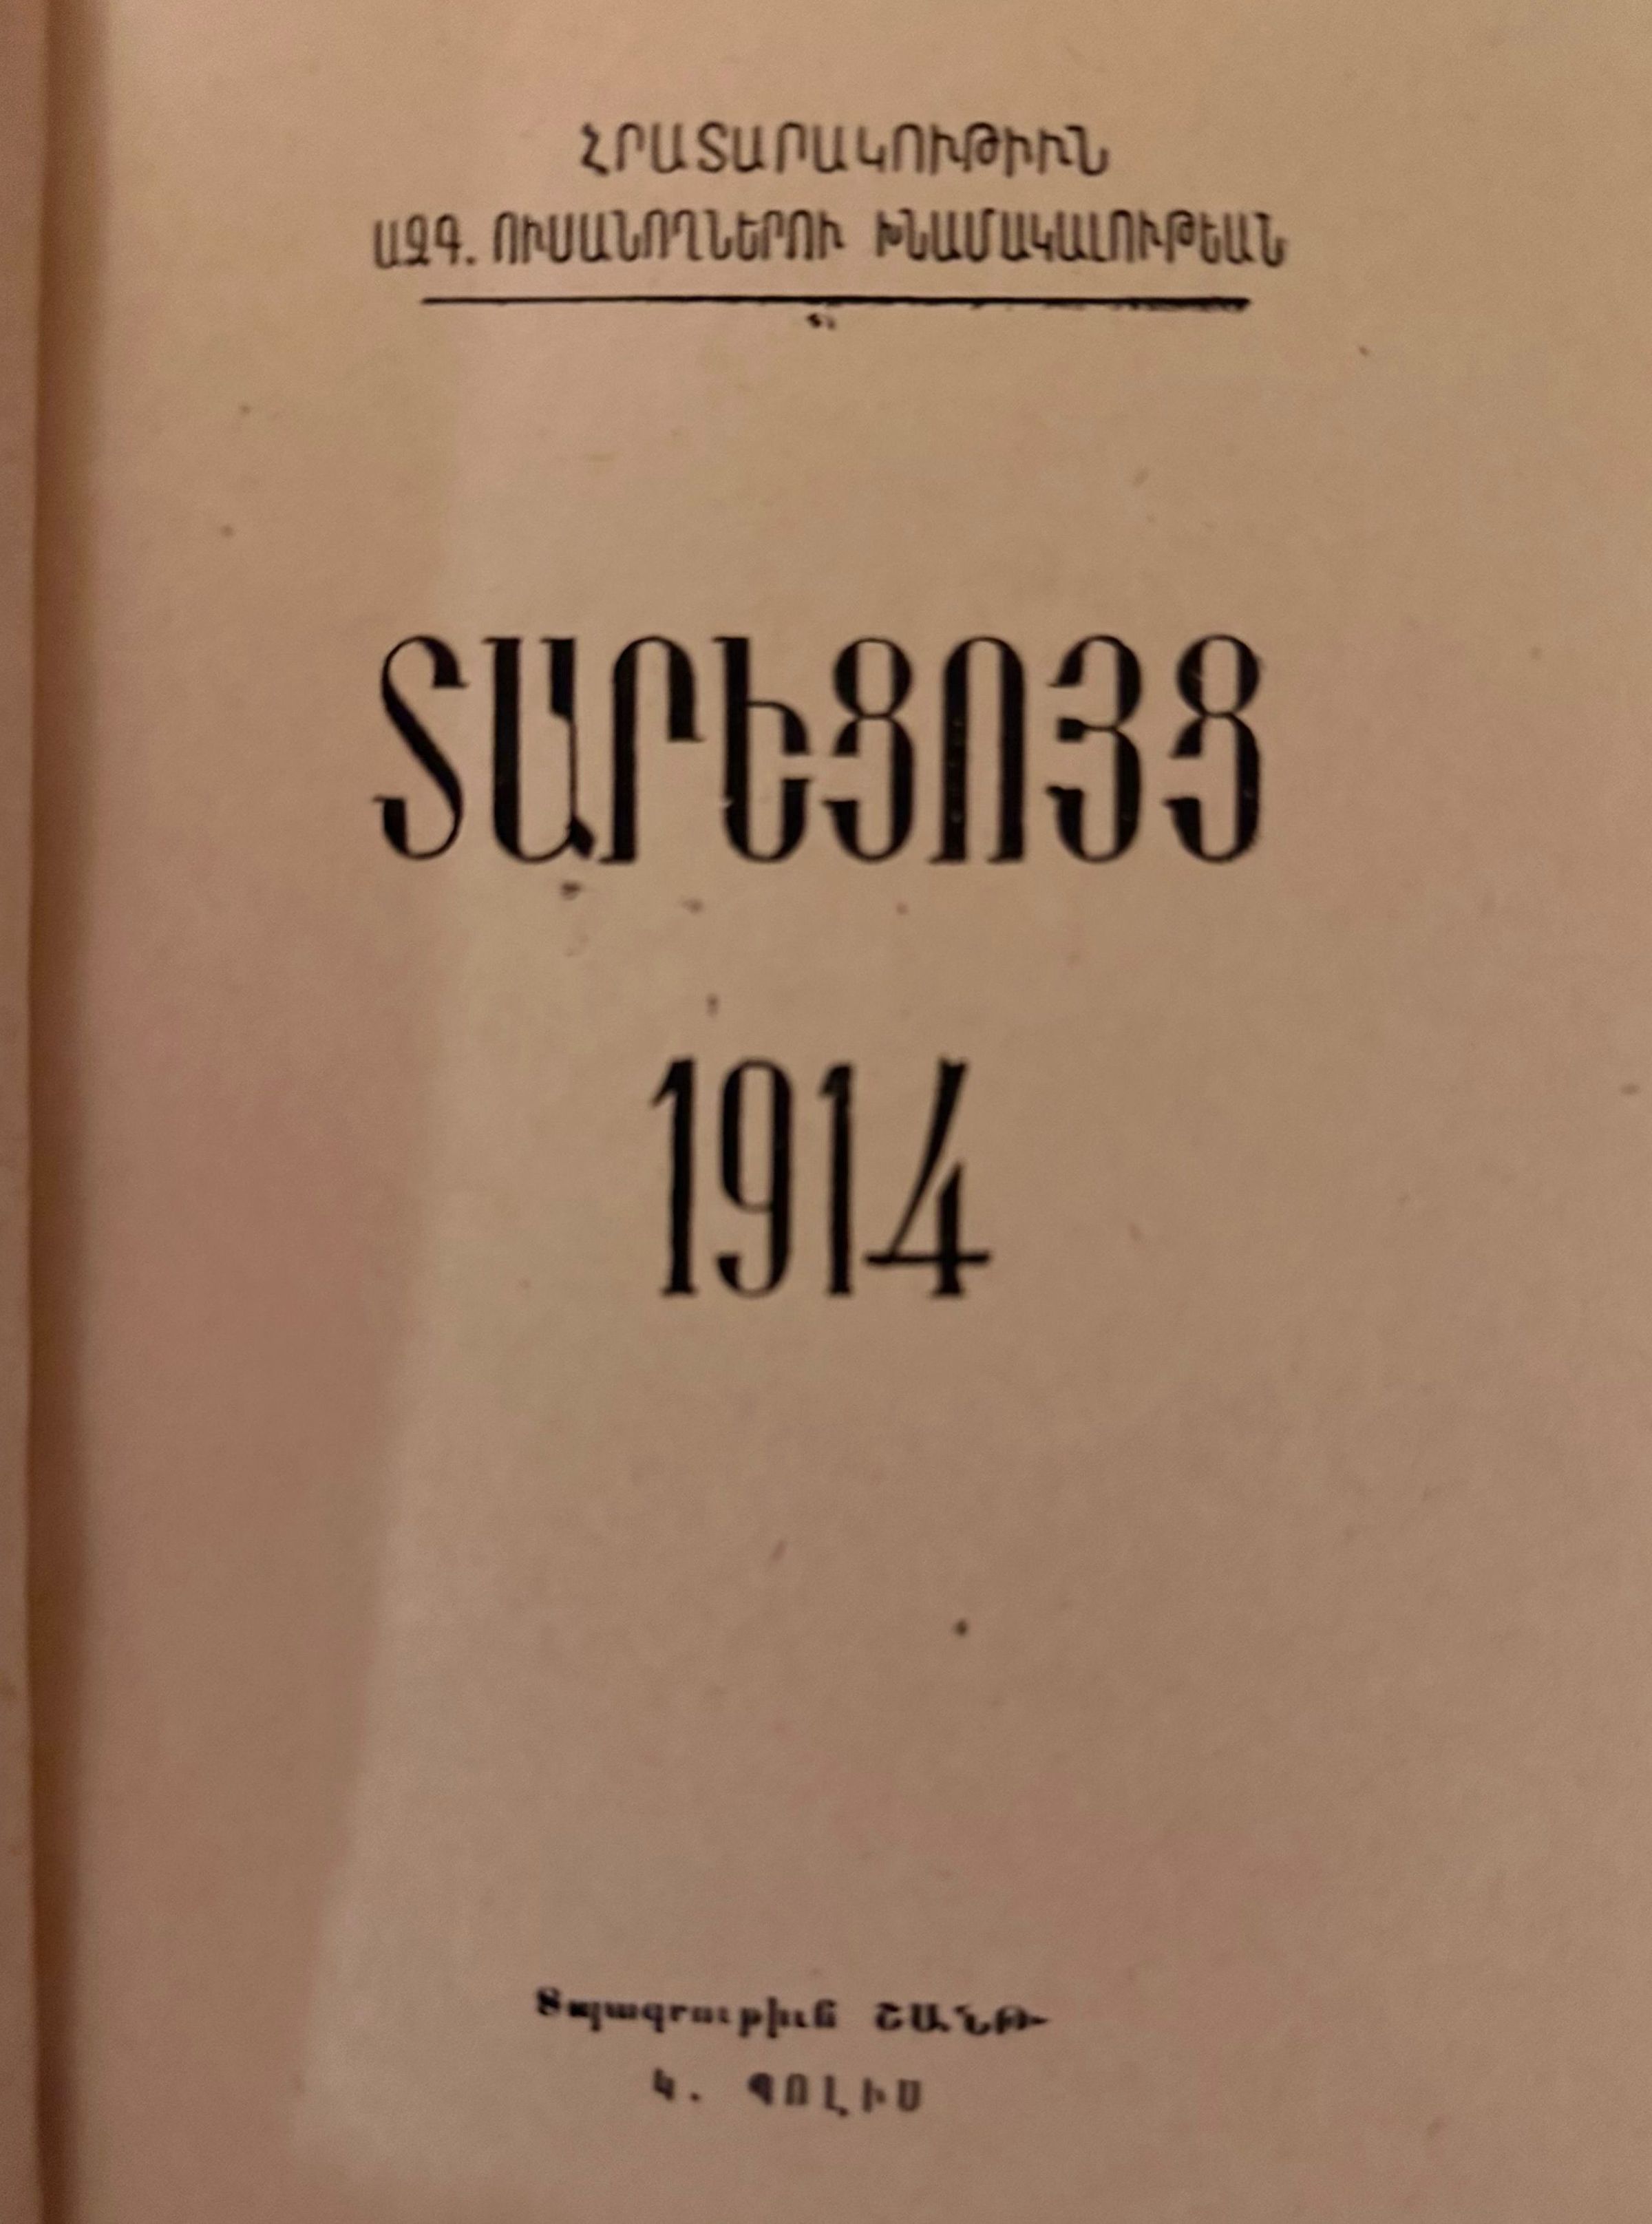 ՀՐԱՏԱՐԱԿՈՒԹԻՒՆ
ԱԶԳ. ՈՒՍԱՆՈՂՆԵՐՈՒ ԽՆԱՄԱԿԱԼՈՒԹԵԱՆ
ՏԱՐԵՑՈՅՑ
1914
Տպագրութիւն ՇԱՆԹ
Կ. ՊՈԼԻՍ